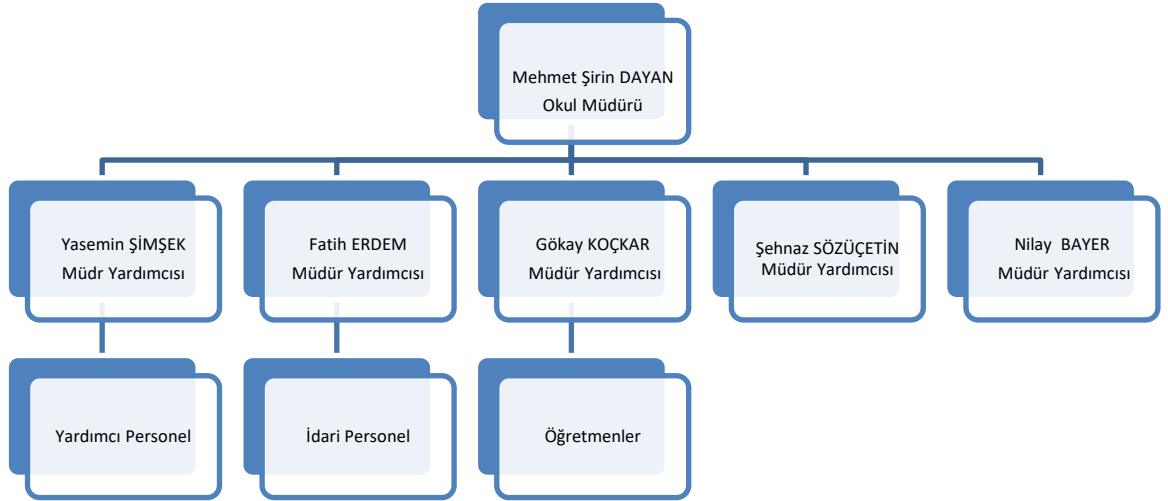 Mehmet Şirin DAYAN
Okul Müdürü
Yasemin ŞİMŞEK
Müdr Yardımcısı
Fatih ERDEM
Müdür Yardımcısı
Gökay KOÇKAR
Müdür Yardımcısı
Şehnaz SÖZÜÇETİN
Müdür Yardımcısı
Nilay  BAYER
Müdür Yardımcısı
Yardımcı Personel
İdari Personel
Öğretmenler